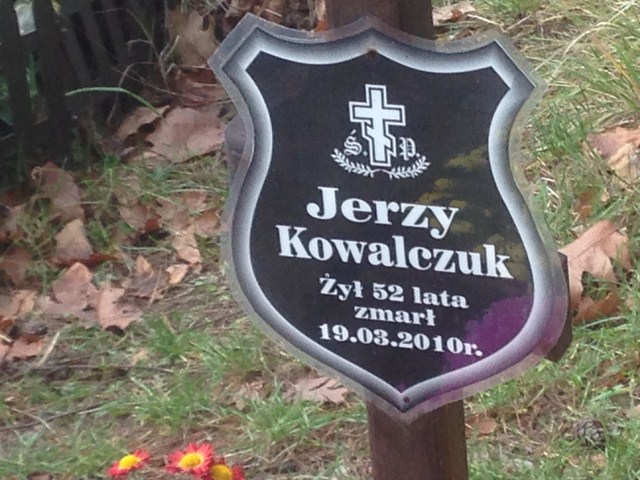 Ś. P.
Jerzy
Kowalczuk
Żył 52 lata
zmarł
19.03.2010r.